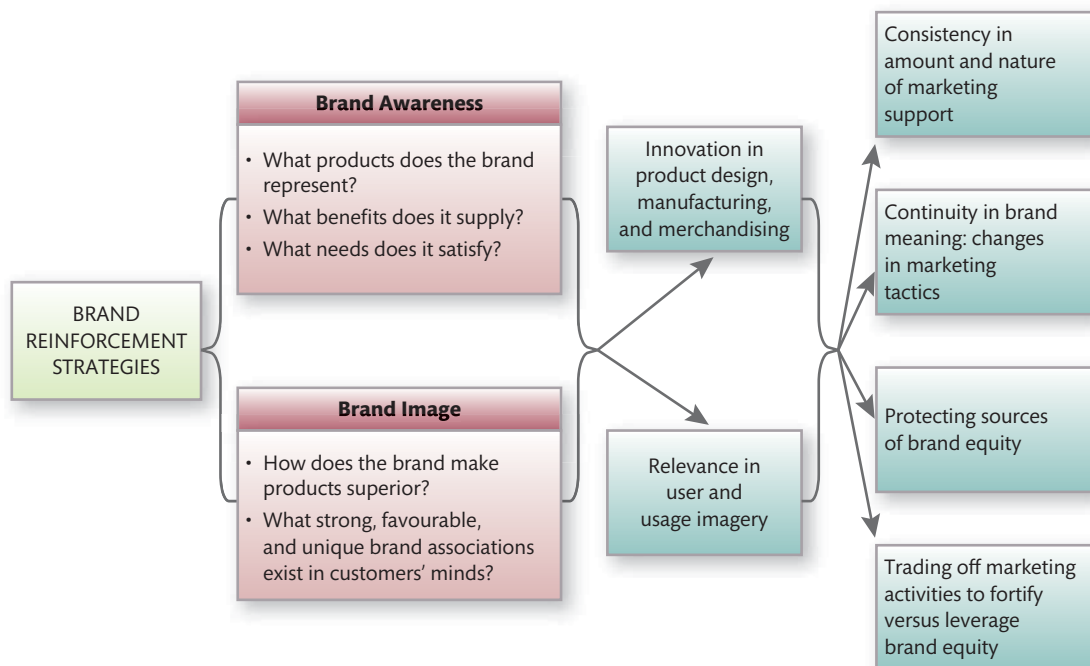 BRAND
REINFORCEMENT
STRATEGIES
Brand Awareness
• What products does the brand
represent?
• What benefits does it supply?
• What needs does it satisfy?
Brand Image
• How does the brand make
products superior?
• What strong, favourable,
and unique brand associations
exist in customers’ minds?
Innovation in
product design,
manufacturing,
and merchandising
Relevance in
user and
usage imagery
Consistency in
amount and nature
of marketing
support
Continuity in brand
meaning: changes
in marketing
tactics
Protecting sources
of brand equity
Trading off marketing
activities to fortify
versus leverage
brand equity